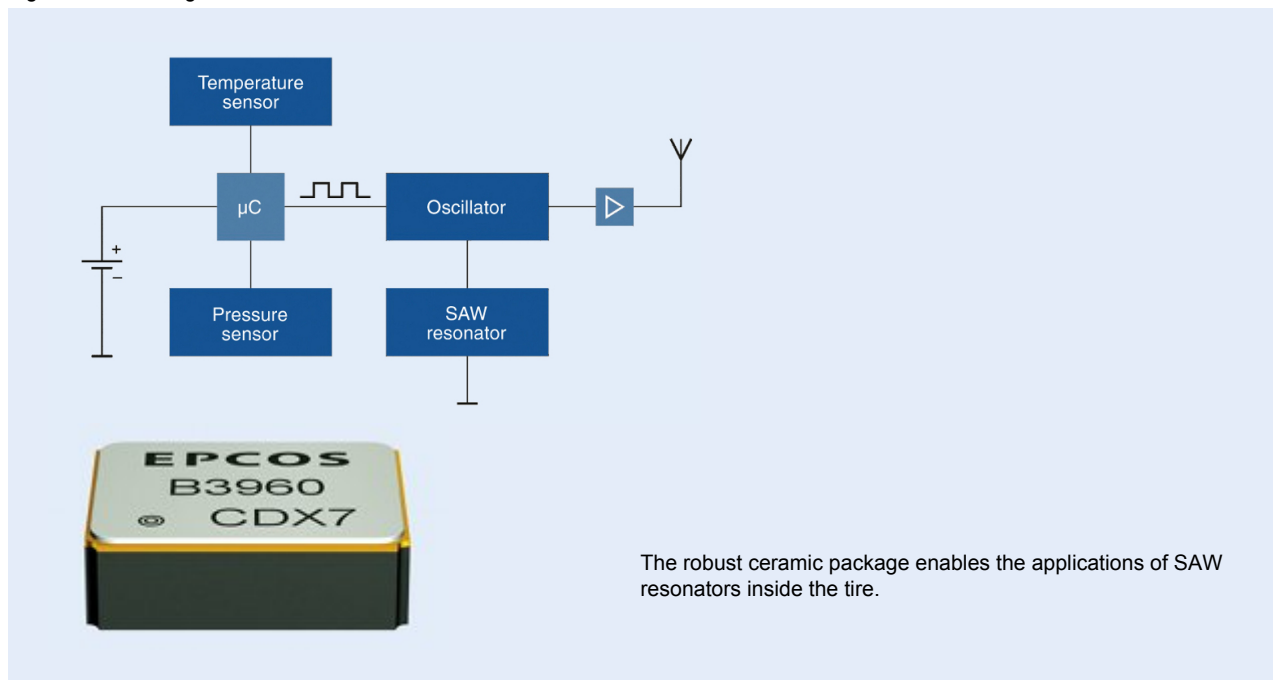 Temperature
sensor
µC
Oscillator
+
–
Pressure
sensor
SAW
resonator
EPCOS
B3960
CDX7
The robust ceramic package enables the applications of SAW
resonators inside the tire.